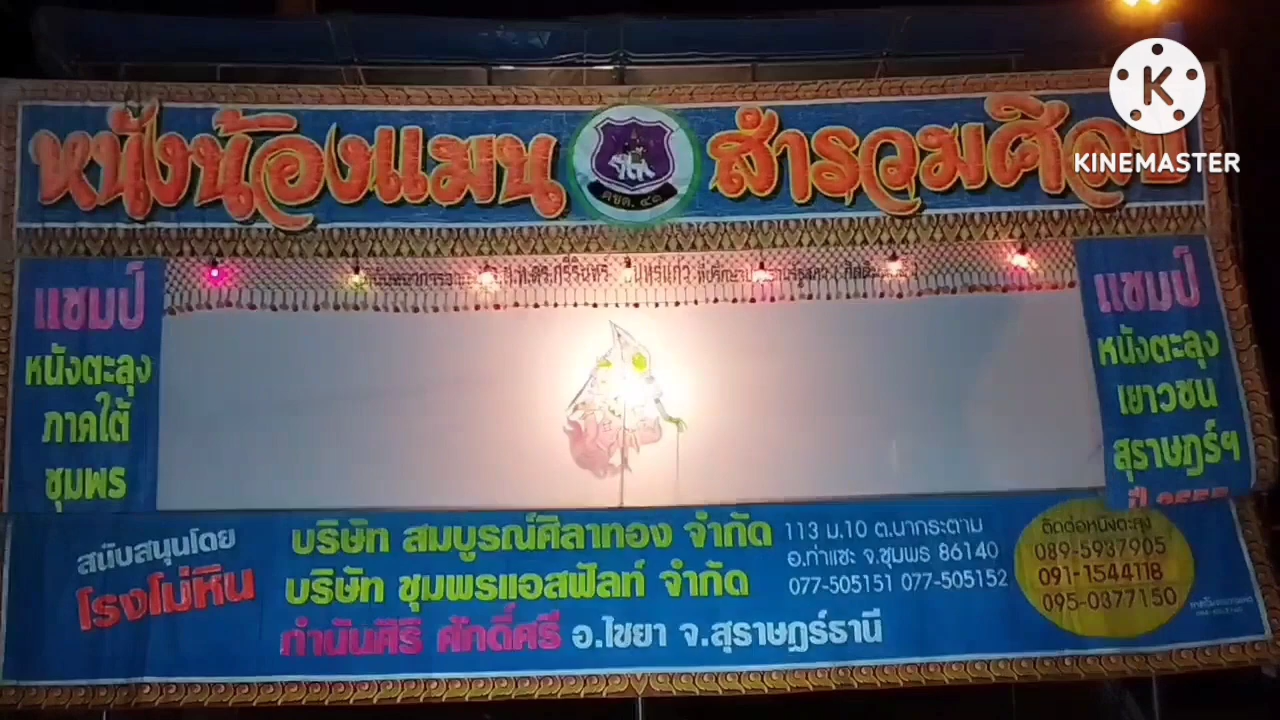 หนังน้องแมน
สำรวมศิลป์
KINEMASTER
ดชด. ๔๑
แชมป์
หนังตะลุง
ภาคใต้
ชุมพร
แชมป์
หนังตะลุง
เยาวชน
สุราษฎร์ฯ
สนับสนุนโดย
โรงโม่หิน
บริษัท สมบูรณ์ศิลาทอง จำกัด
บริษัท ชุมพรแอสฟัลท์ จำกัด
กำนันศิริ ศักดิ์ศรี อ.ไชยา จ.สุราษฎร์ธานี
113 ม.10 ต.นากระตาม
อ.ท่าแซะ จ.ชุมพร 86140
077-505151 077-505152
ติดต่อหนังตะลุง
089-5937905
091-1544118
095-0377150